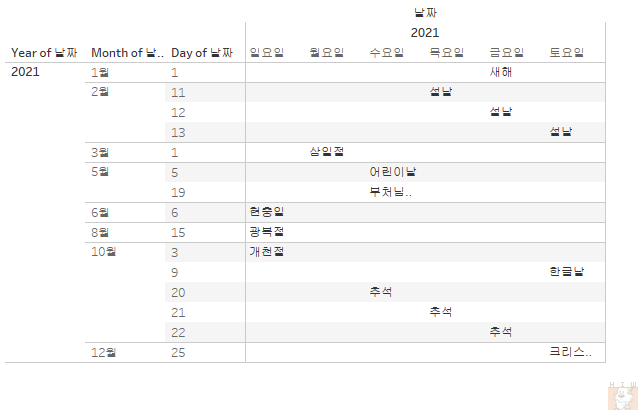 날짜
2021
Year of 날짜 Month of 날.. Day of 날짜 일요일 월요일 수요일 목요일 금요일 토요일
2021 1월 1 새해
2월 11 설날
12 설날
13 설날
3월 1 삼일절
5월 5 어린이날
19 부처님..
6월 6 현충일
8월 15 광복절
10월 3 개천절
9 한글날
20 추석
21 추석
22 추석
12월 25 크리스..